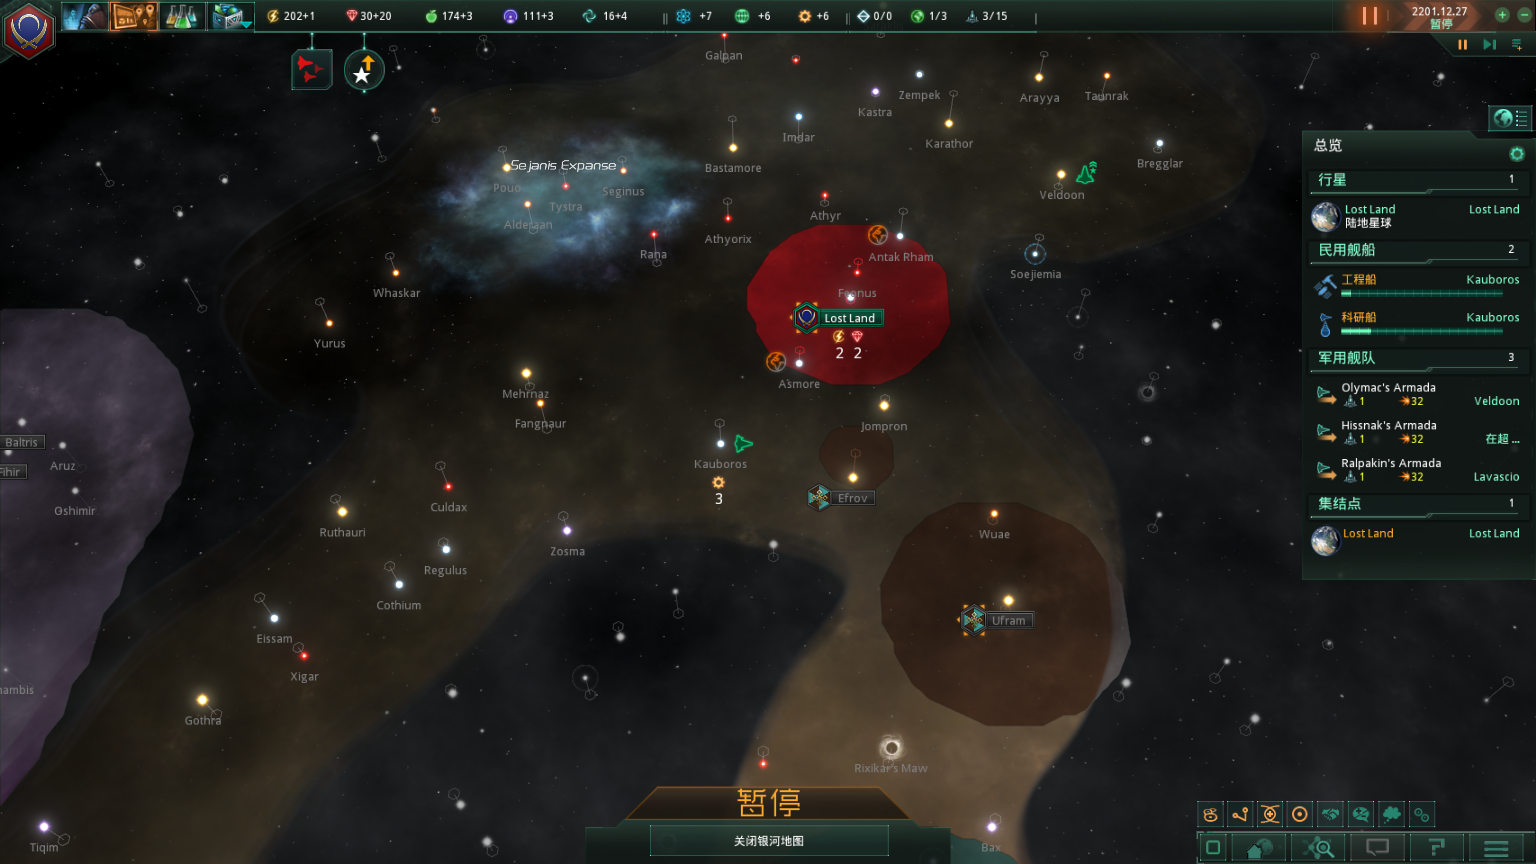 202+1
30+20
174+3
111+3
16+4
+7
+6
+6
0/0
1/3
3/15
2201.12.27
暂停
Galpan
Zempek
Kastra
Arayya
Taanrak
Imdar
Karathor
Bregglar
Bastamore
Sejanis Expanse
Pouo
Seginus
Tystra
Alderaan
Veldoon
Athyr
Athyorix
Rana
Antak Rham
Soejiemia
Whaskar
Fennus
Lost Land
2 2
Yurus
Asmore
Mehrnaz
Fangnaur
Jompron
Baltris
Fihir
Aruz
Kauboros
3
Efrov
Oshimir
Culdax
Ruthauri
Zosma
Wuae
Regulus
Cothium
Eissam
Ufram
Xigar
Gothra
Rixikar's Maw
Tiqim
Bax
暂停
关闭银河地图
总览
行星
1
Lost Land
Lost Land
陆地星球
民用舰船
2
工程船
Kauboros
科研船
Kauboros
军用舰队
3
Olymac's Armada
1
32
Veldoon
Hissnak's Armada
1
32
在超 ...
Ralpakin's Armada
1
32
Lavascio
集结点
1
Lost Land
Lost Land